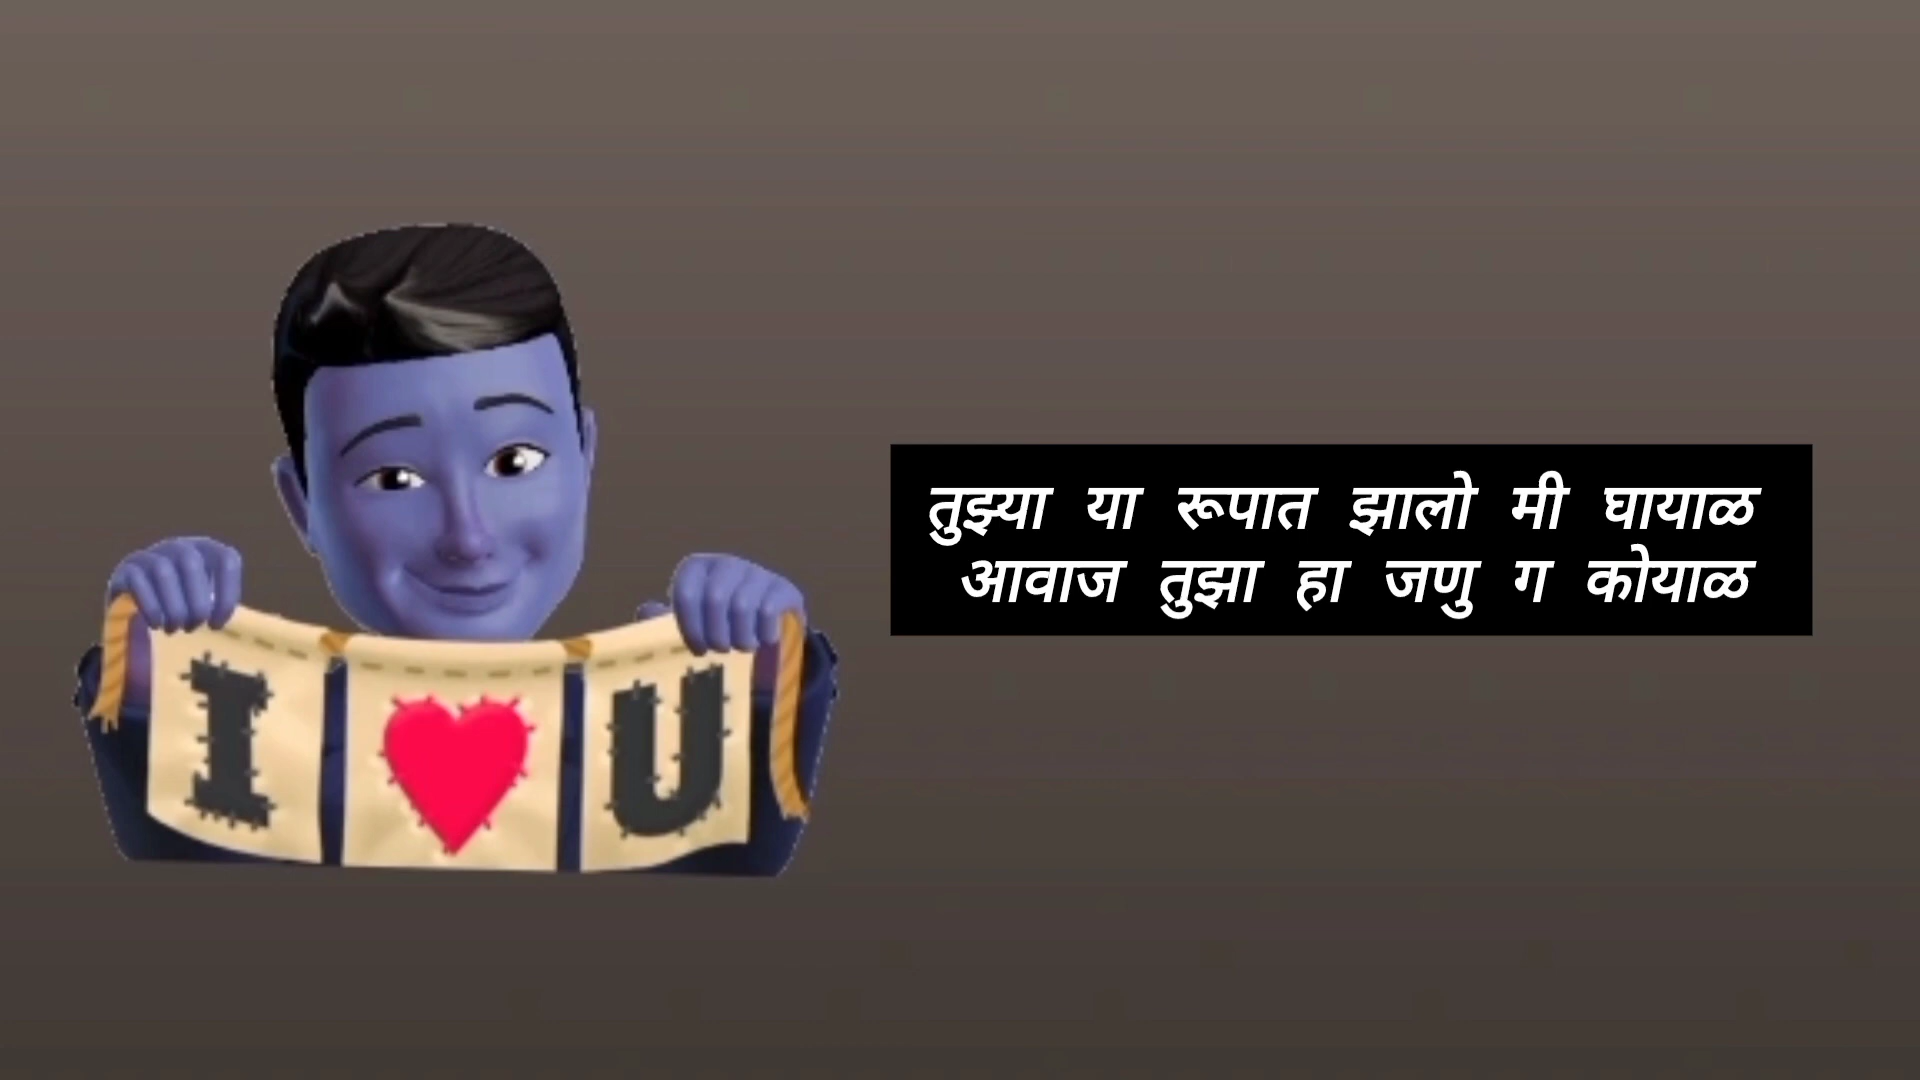 I ♥ U
तुझ्या या रूपात झालो मी घायाळ
आवाज तुझा हा जणु ग कोयाळ